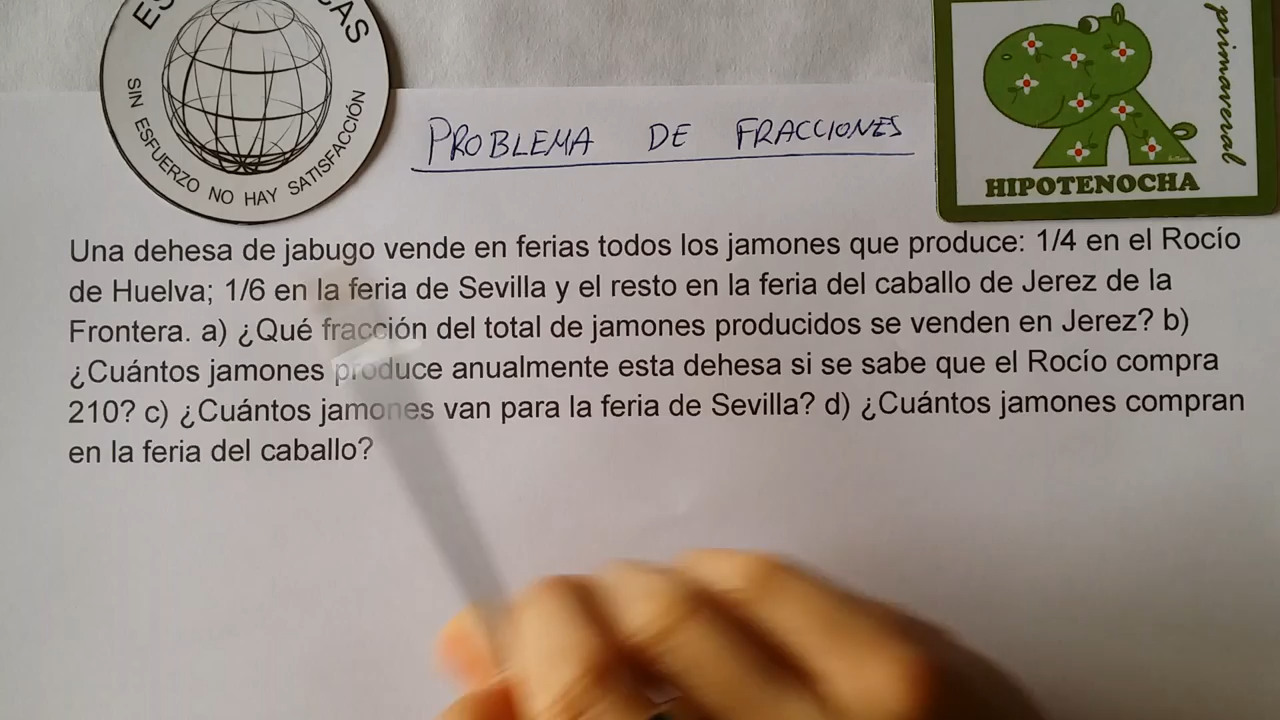 SIN ESFUERZO NO HAY SATISFACCIÓN
PROBLEMA DE FRACCIONES
primaveral
HIPOTENOCHA
Una dehesa de jabugo vende en ferias todos los jamones que produce: 1/4 en el Rocío
de Huelva; 1/6 en la feria de Sevilla y el resto en la feria del caballo de Jerez de la
Frontera. a) ¿Qué fracción del total de jamones producidos se venden en Jerez? b)
¿Cuántos jamones produce anualmente esta dehesa si se sabe que el Rocío compra
210? c) ¿Cuántos jamones van para la feria de Sevilla? d) ¿Cuántos jamones compran
en la feria del caballo?